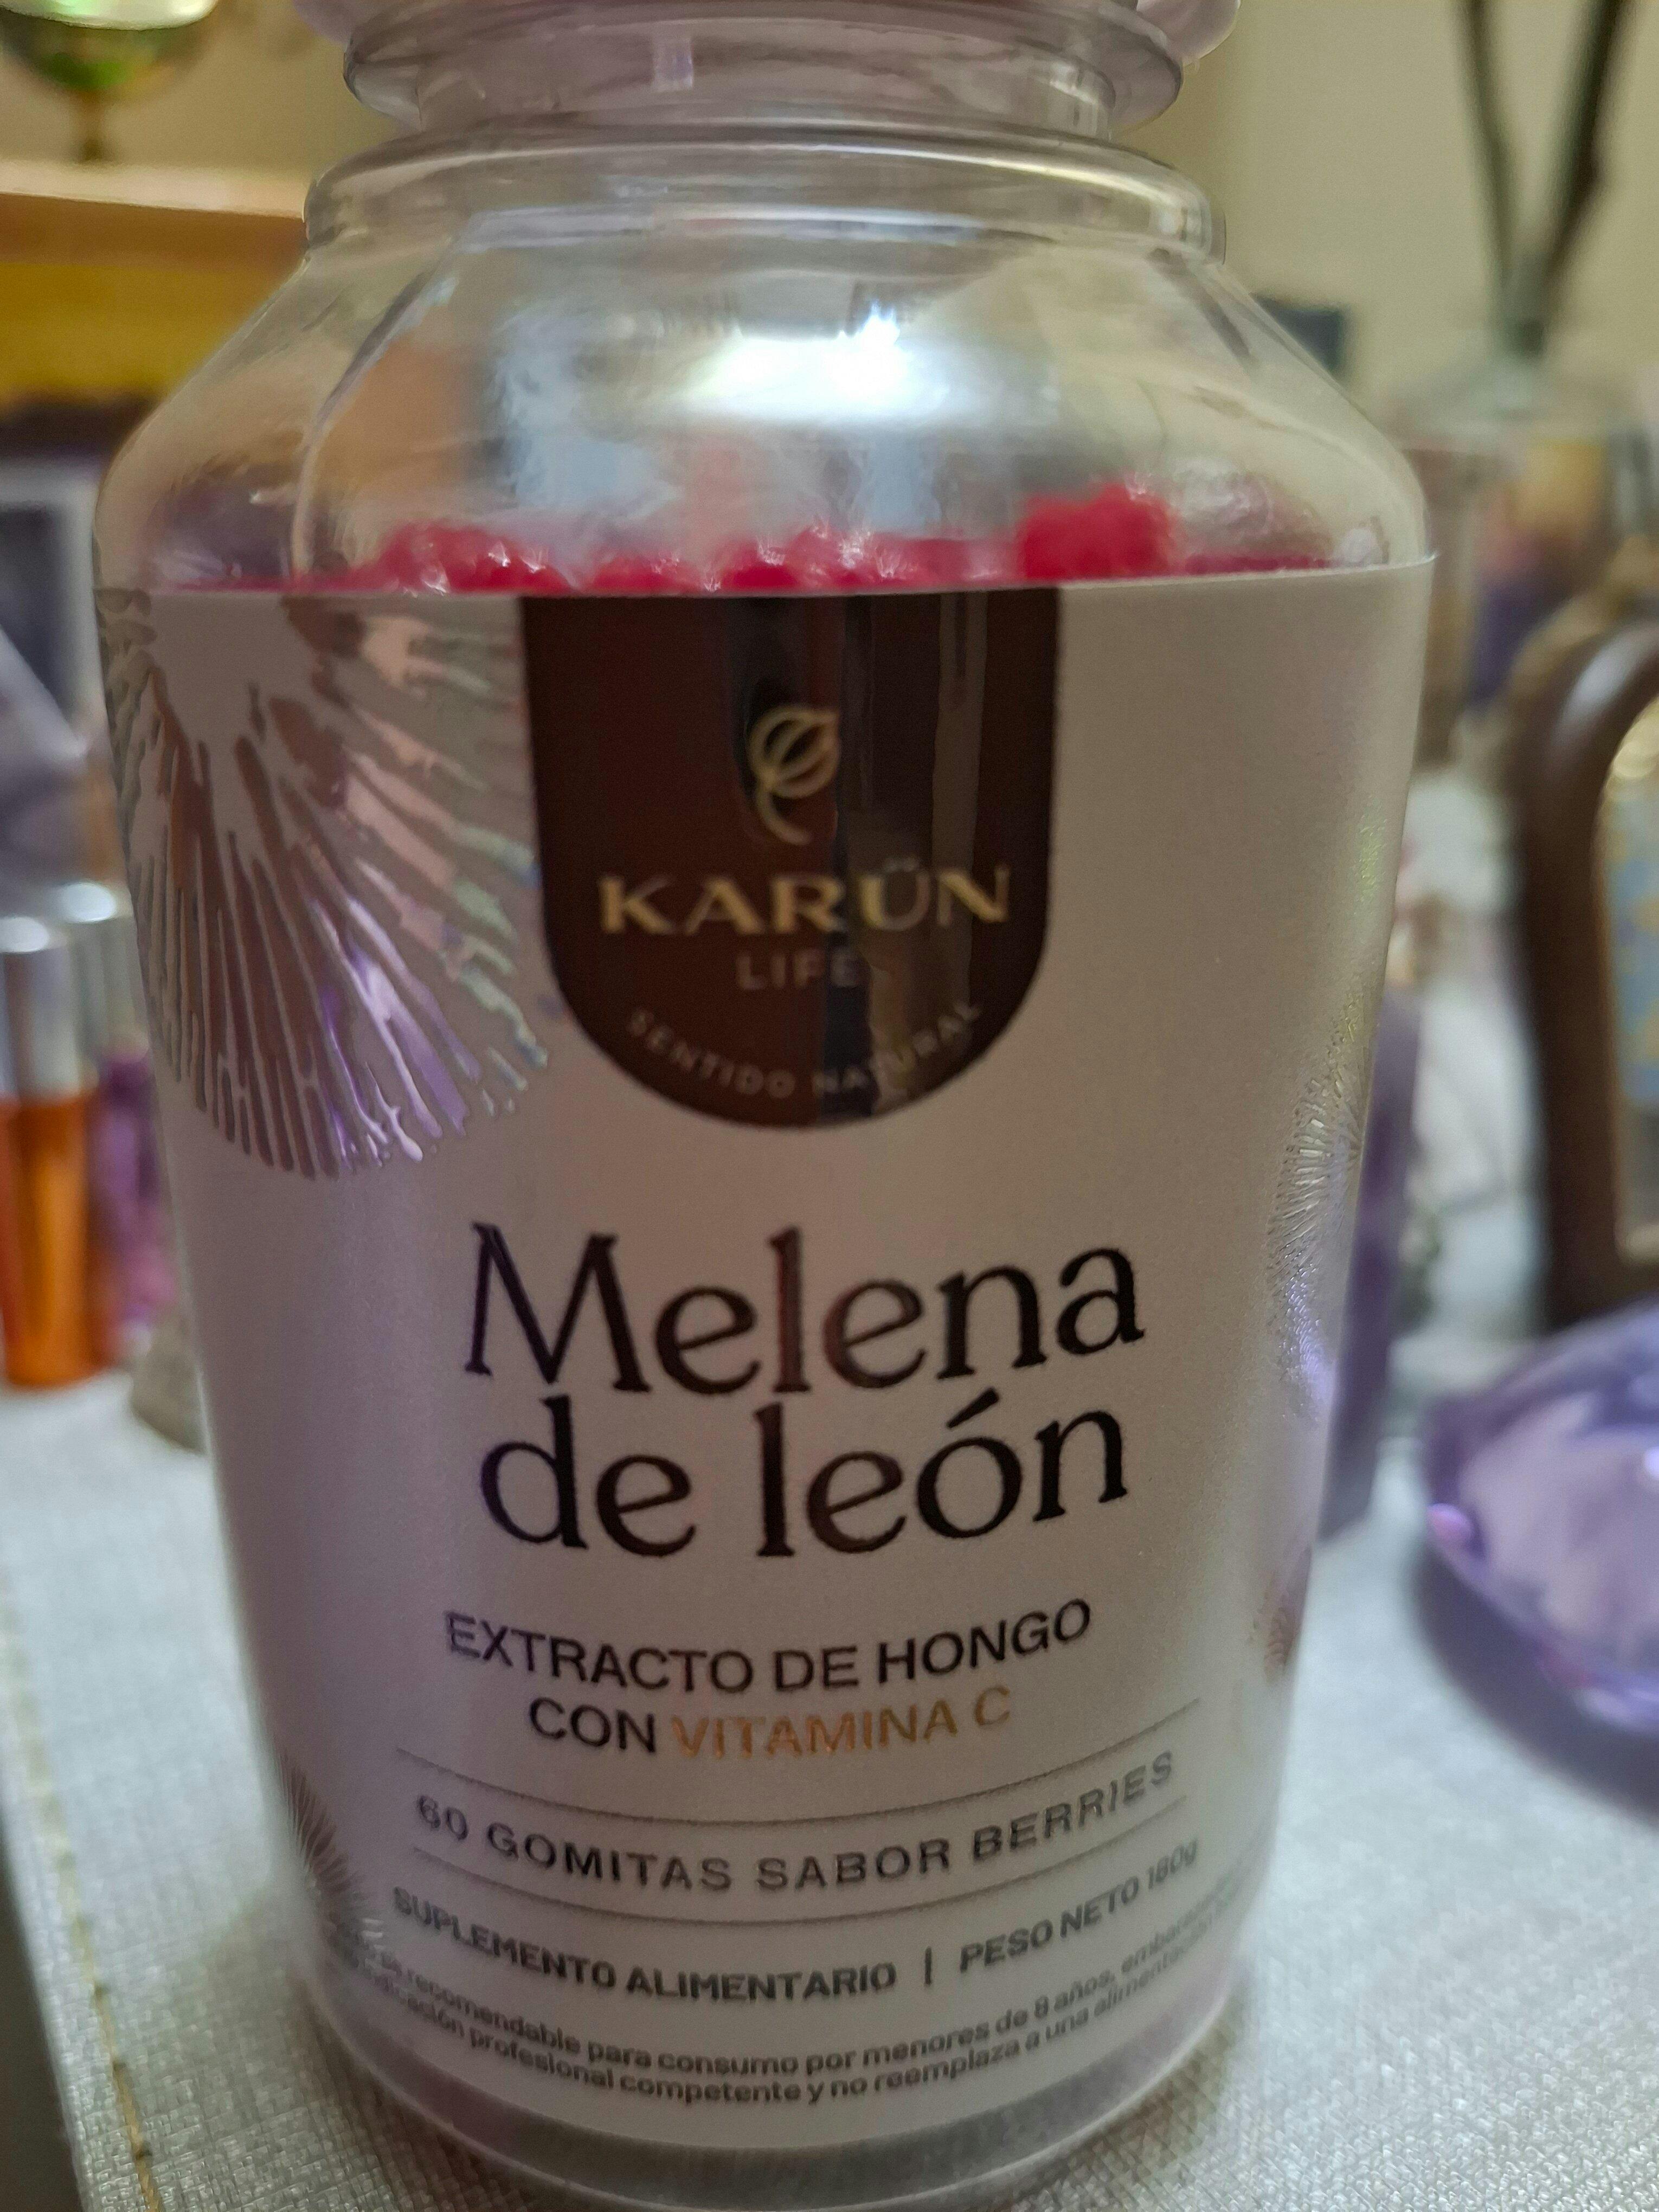 KARÜN
LIFE
SENTIDO NATURAL
Melena
de león
EXTRACTO DE HONGO
CON VITAMINA C
60 GOMITAS SABOR BERRIES
SUPLEMENTO ALIMENTARIO | PESO NETO 180g
recomendable para consumo por menores de 8 años,
profesional competente y no reemplaza a una